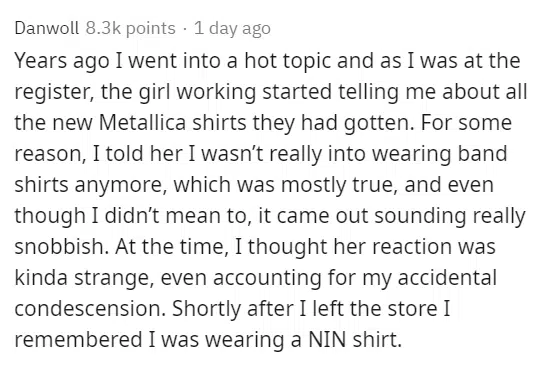 Danwoll 8.3k points · 1 day ago
Years ago I went into a hot topic and as I was at the
register, the girl working started telling me about all
the new Metallica shirts they had gotten. For some
reason, I told her I wasn’t really into wearing band
shirts anymore, which was mostly true, and even
though I didn’t mean to, it came out sounding really
snobbish. At the time, I thought her reaction was
kinda strange, even accounting for my accidental
condescension. Shortly after I left the store I
remembered I was wearing a NIN shirt.